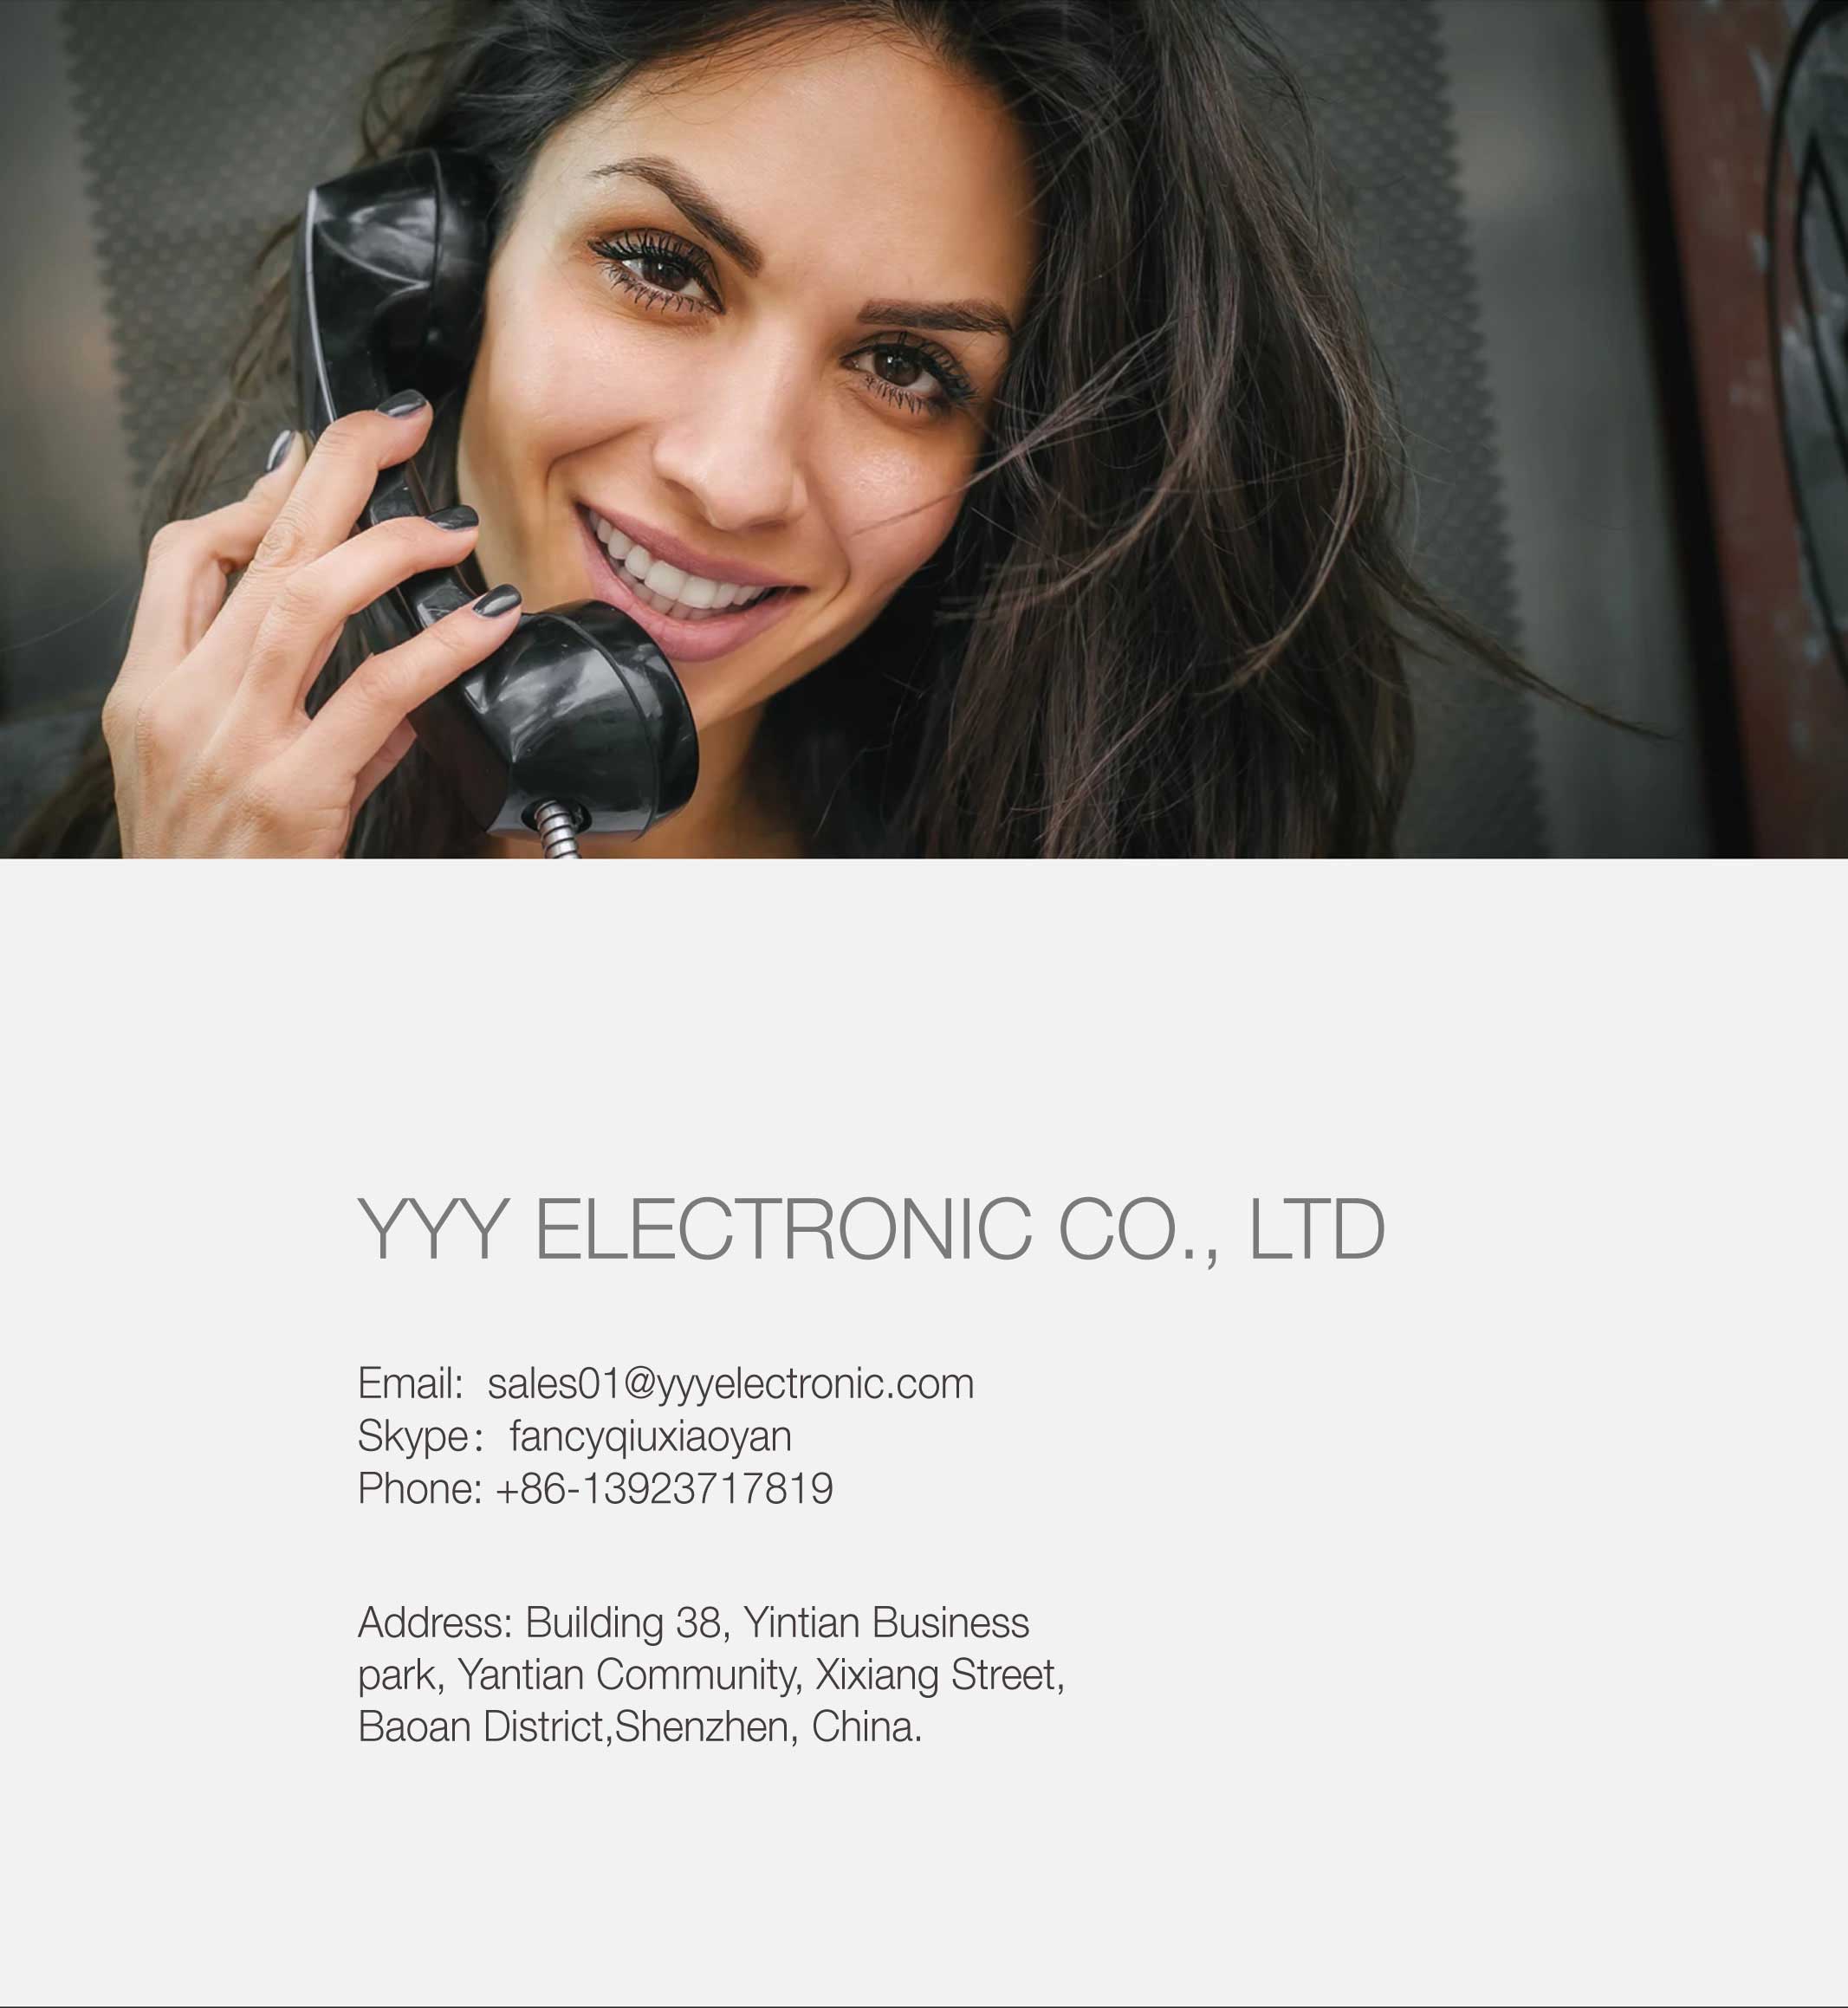 YYY ELECTRONIC CO., LTD
Email: sales01@yyyelectronic.com
Skype： fancyqiuxiaoyan
Phone: +86-13923717819
Address: Building 38, Yintian Business
park, Yantian Community, Xixiang Street,
Baoan District,Shenzhen, China.